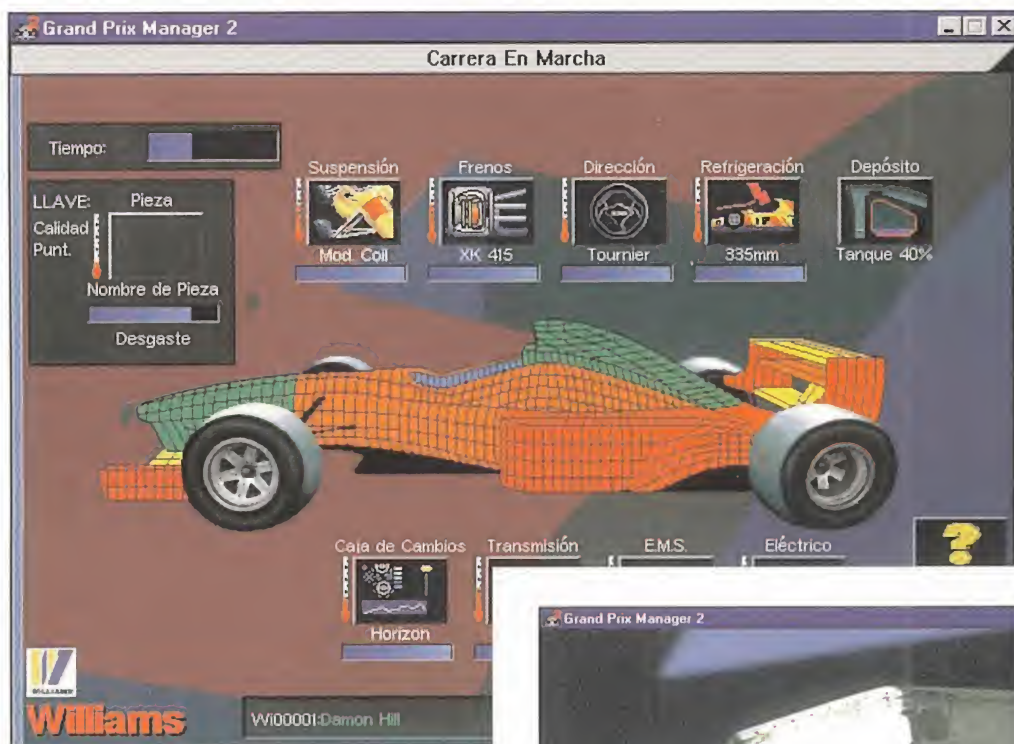 Grand Prix Manager 2
Carrera En Marcha
Tiempo:
LLAVE: Pieza
Calidad
Punt.
Nombre de Pieza
Desgaste
Suspensión Frenos Dirección Refrigeración Depósito
Mod. Coil XK 415 Tournier 335mm Tanque 40%
?
Caja de Cambios Transmisión E.M.S. Eléctrico
Horizon
WILLIAMS
Williams
WI00001:Damon Hill
Grand Prix Manager 2